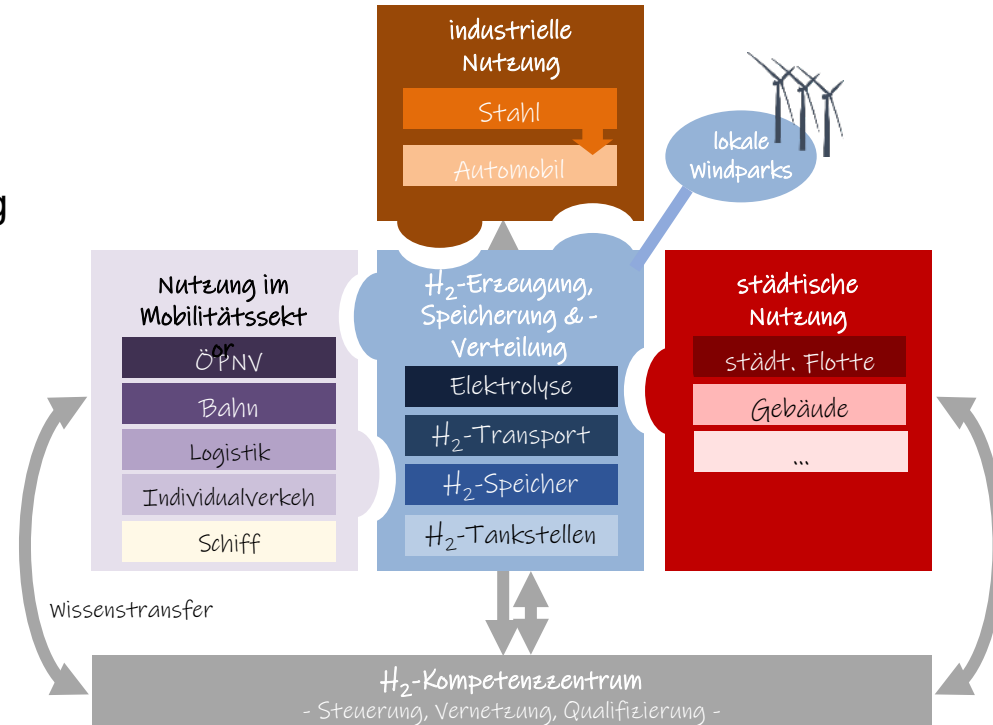 industrielle
Nutzung
Stahl
Automobil
lokale
Windparks
g
Nutzung im
Mobilitätssekt
or
ÖPNV
Bahn
Logistik
Individualverkeh
Schiff
H₂-Erzeugung,
Speicherung & -
Verteilung
Elektrolyse
H₂-Transport
H₂-Speicher
H₂-Tankstellen
städtische
Nutzung
städt. Flotte
Gebäude
...
Wissenstransfer
H₂-Kompetenzzentrum
- Steuerung, Vernetzung, Qualifizierung -